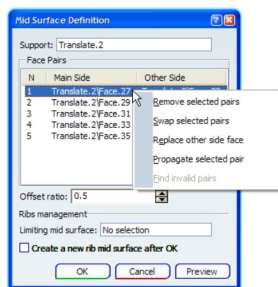 Mid Surface Definition
Support: Translate.2
Face Pairs
N Main Side Other Side
1 Translate.2\Face.27
2 Translate.2\Face.29
3 Translate.2\Face.31
4 Translate.2\Face.33
5 Translate.2\Face.35
Remove selected pairs
Swap selected pairs
Replace other side face
Propagate selected pair
Find invalid pairs
Offset ratio: 0.5
Ribs management
Limiting mid surface: No selection
Create a new rib mid surface after OK
OK Cancel Preview